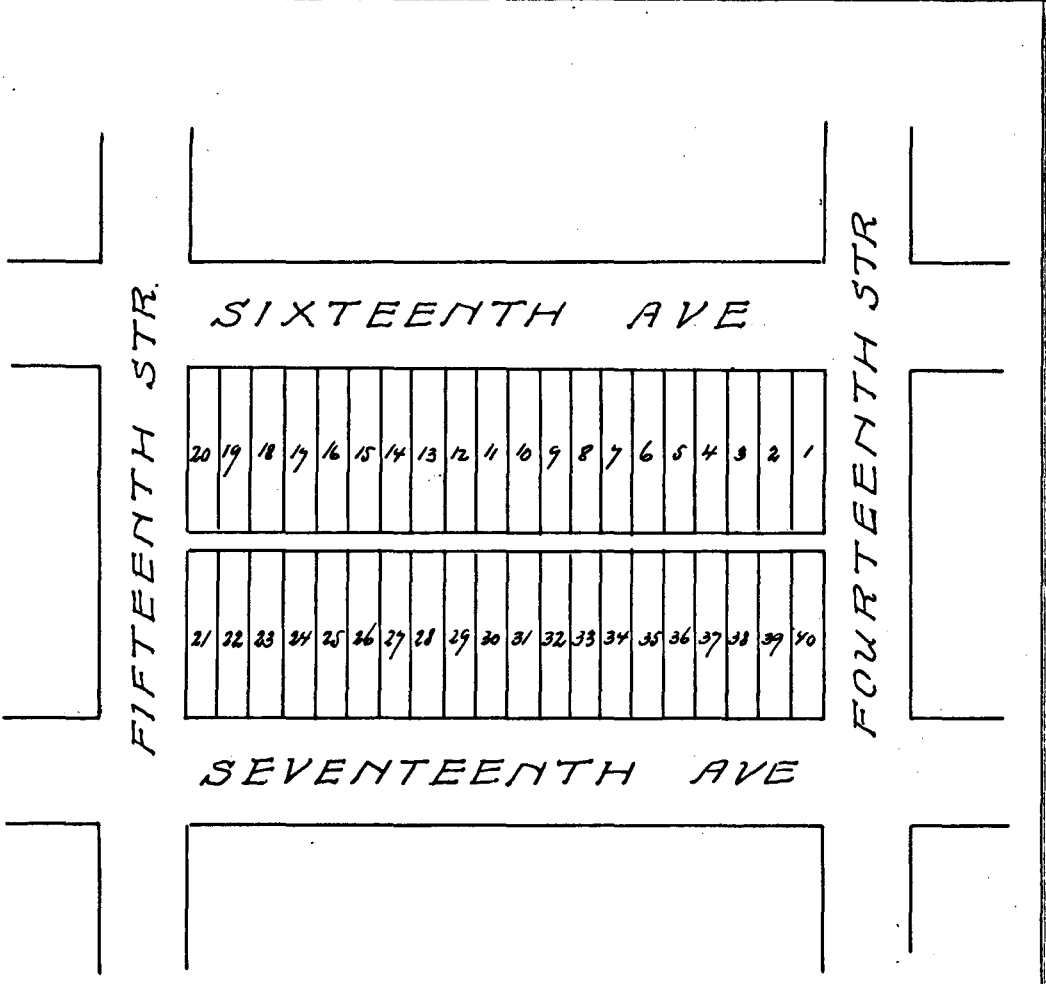 SIXTEENTH AVE
FIFTEENTH STR.
FOURTEENTH STR
20 19 18 17 16 15 14 13 12 11 10 9 8 7 6 5 4 3 2 1
21 22 23 24 25 26 27 28 29 30 31 32 33 34 35 36 37 38 39 40
SEVENTEENTH AVE